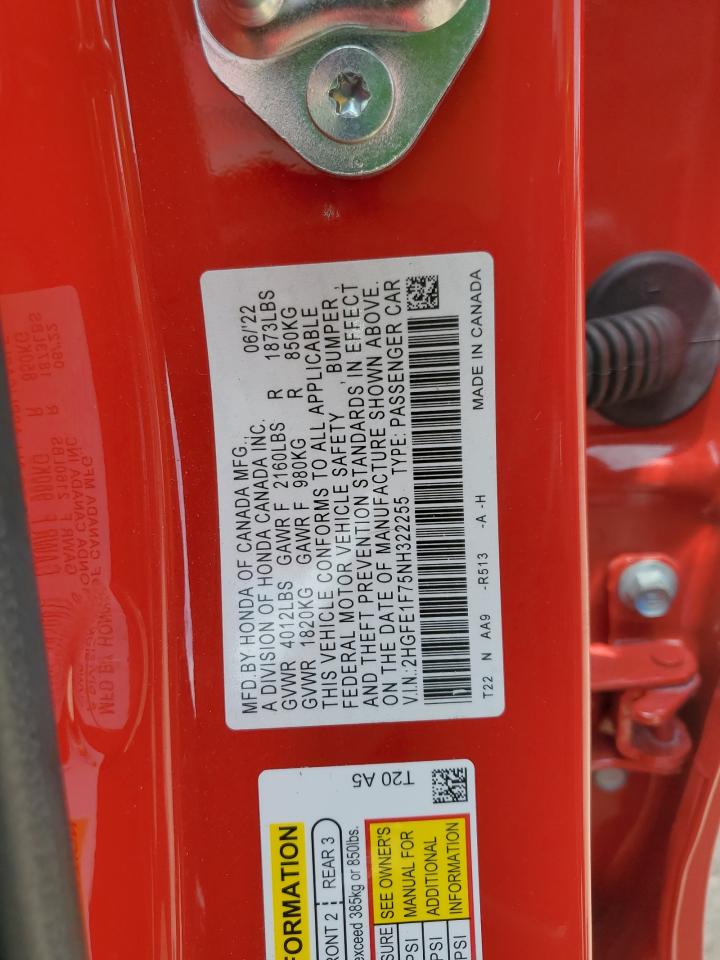 MFD. BY HONDA OF CANADA MFG.,
A DIVISION OF HONDA CANADA INC. 06/'22
GVWR 4012LBS GAWR F 2160LBS R 1873LBS
GVWR 1820KG GAWR F 980KG R 850KG
THIS VEHICLE CONFORMS TO ALL APPLICABLE
FEDERAL MOTOR VEHICLE SAFETY , BUMPER ,
AND THEFT PREVENTION STANDARDS IN EFFECT
ON THE DATE OF MANUFACTURE SHOWN ABOVE.
V.I.N.:2HGFE1F75NH322255 TYPE: PASSENGER CAR
T22 N AA9 -R513 -A -H MADE IN CANADA
T20 A5
FORMATION
RONT 2 REAR 3
exceed 385kg or 850lbs.
SURE SEE OWNER'S
PSI MANUAL FOR
PSI ADDITIONAL
PSI INFORMATION